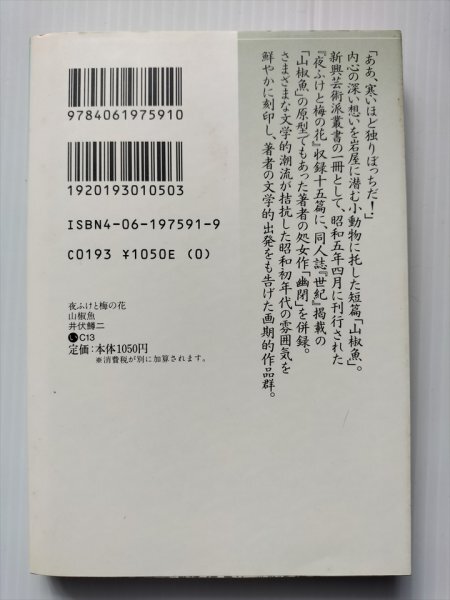 「ああ、寒いほど独りぼっちだ！」
内心の深い想いを岩屋に潜む小動物に托した短篇「山椒魚」。
新興芸術派叢書の一冊として、昭和五年四月に刊行された
『夜ふけと梅の花』収録十五篇に、同人誌『世紀』掲載の
「山椒魚」の原型でもあった著者の処女作「幽閉」を併録。
さまざまな文学的潮流が拮抗した昭和初年代の雰囲気を
鮮やかに刻印し、著者の文学的出発をも告げた画期的作品群。
9784061975910
1920193010503
ISBN4-06-197591-9
C0193 ¥1050E (0)
夜ふけと梅の花
山椒魚
井伏鱒二
いC13
定価：本体1050円
※消費税が別に加算されます。